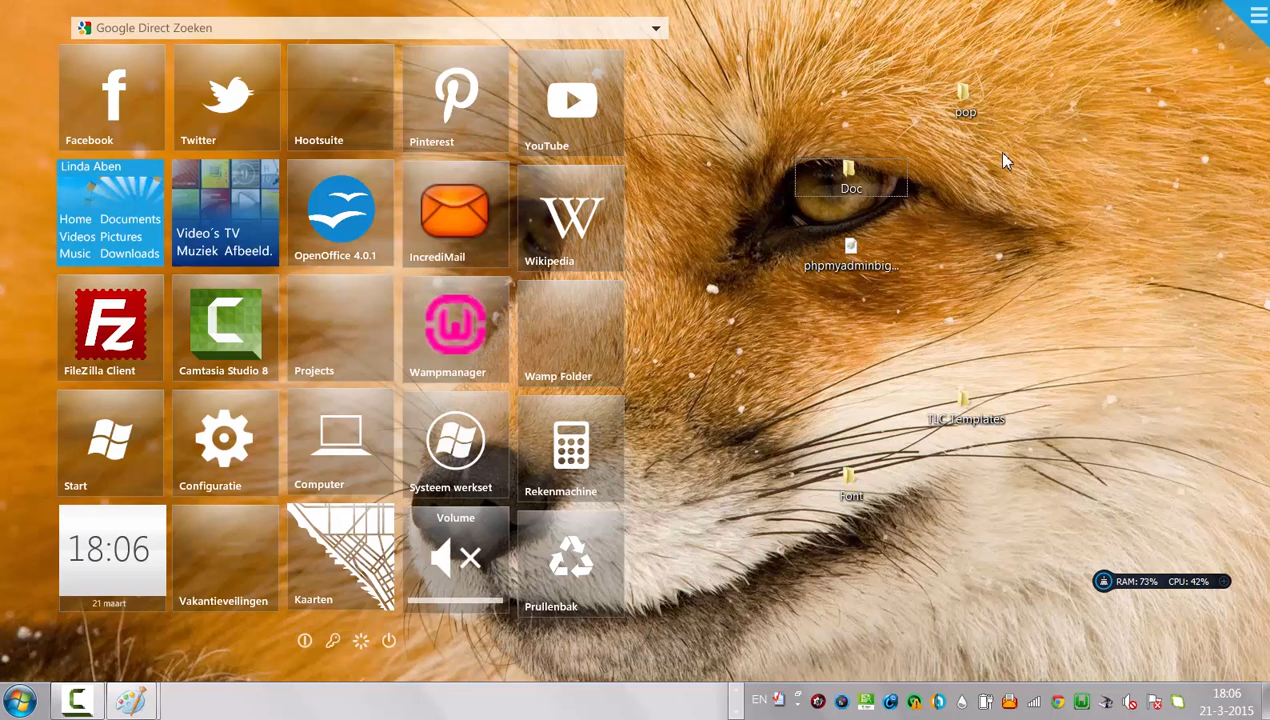 Google Direct Zoeken
Facebook
Twitter
Hootsuite
Pinterest
YouTube
pop
Linda Aben
Home Documents
Videos Pictures
Music Downloads
Video´s TV
Muziek Afbeeld.
OpenOffice 4.0.1
IncrediMail
W
Wikipedia
Doc
phpmyadminbig...
Fz
FileZilla Client
Camtasia Studio 8
Projects
Wampmanager
Wamp Folder
TIC Templates
Start
Configuratie
Computer
Systeem werkset
Rekenmachine
Font
18:06
21 maart
Vakantieveilingen
Kaarten
Volume
Prullenbak
RAM: 73% CPU: 42%
EN
18:06
21-3-2015